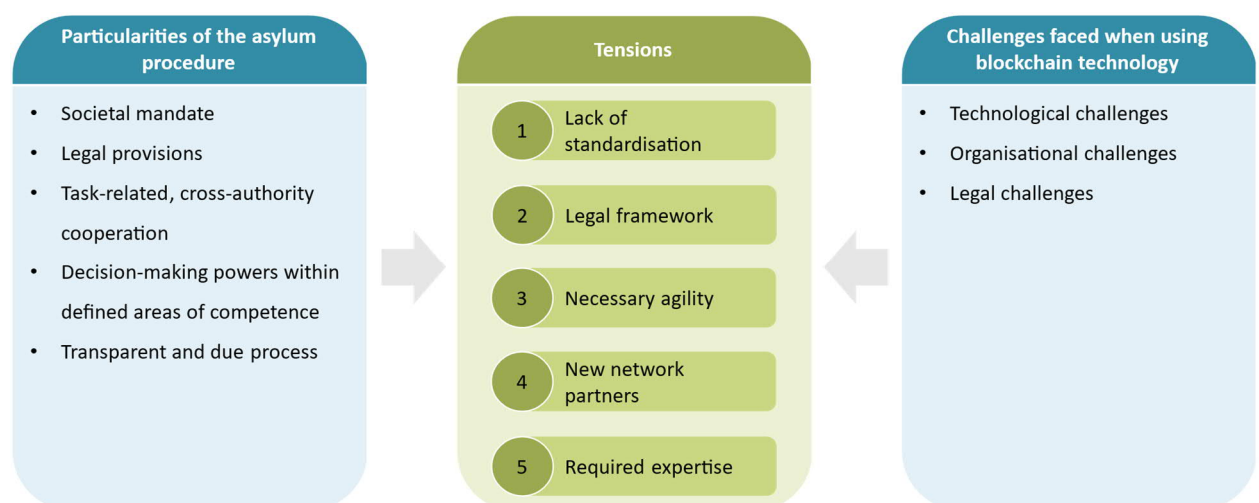 Particularities of the asylum
procedure
• Societal mandate
• Legal provisions
• Task-related, cross-authority
cooperation
• Decision-making powers within
defined areas of competence
• Transparent and due process
Tensions
1 Lack of
standardisation
2 Legal framework
3 Necessary agility
4 New network
partners
5 Required expertise
Challenges faced when using
blockchain technology
• Technological challenges
• Organisational challenges
• Legal challenges